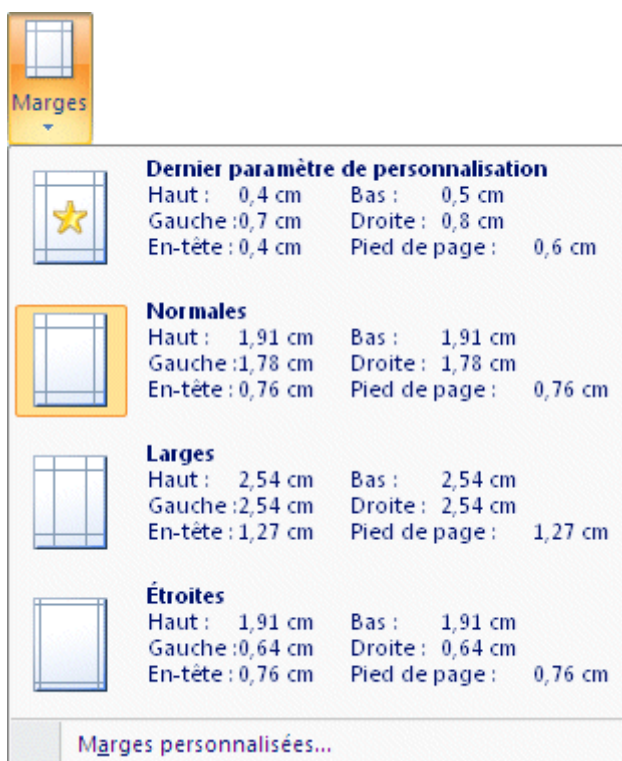 Marges
Dernier paramètre de personnalisation
Haut : 0,4 cm Bas : 0,5 cm
Gauche :0,7 cm Droite : 0,8 cm
En-tête : 0,4 cm Pied de page : 0,6 cm
Normales
Haut : 1,91 cm Bas : 1,91 cm
Gauche :1,78 cm Droite : 1,78 cm
En-tête : 0,76 cm Pied de page : 0,76 cm
Larges
Haut : 2,54 cm Bas : 2,54 cm
Gauche :2,54 cm Droite : 2,54 cm
En-tête : 1,27 cm Pied de page : 1,27 cm
Étroites
Haut : 1,91 cm Bas : 1,91 cm
Gauche :0,64 cm Droite : 0,64 cm
En-tête : 0,76 cm Pied de page : 0,76 cm
Marges personnalisées...